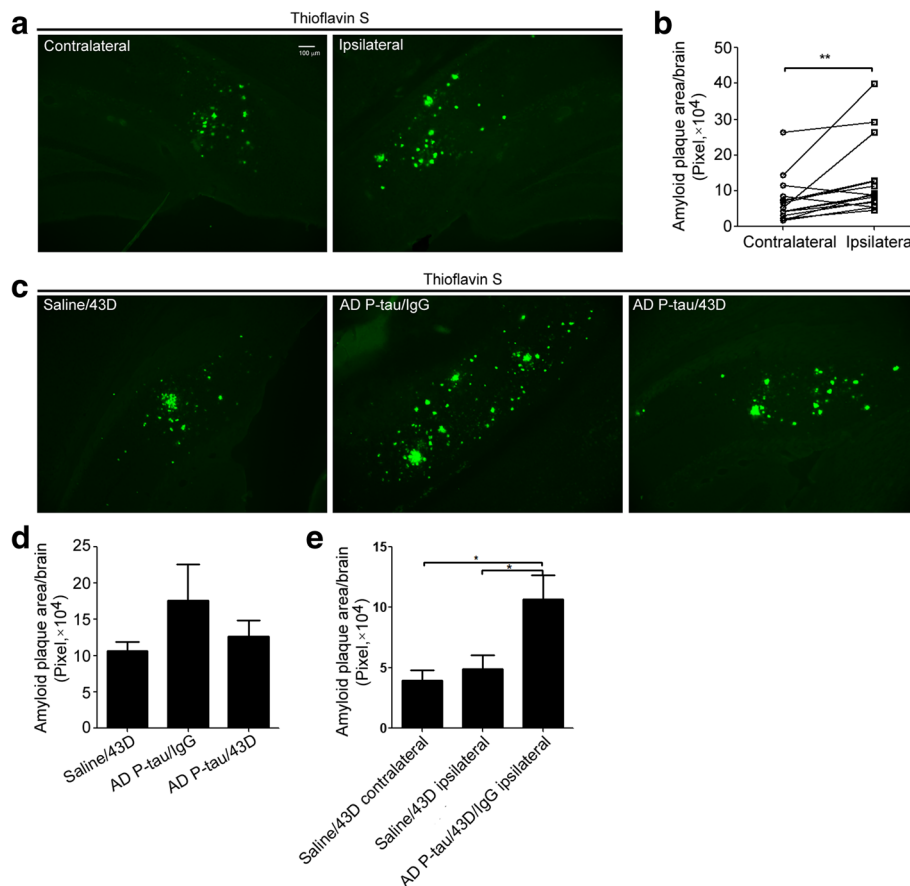 a
Thioflavin S
Contralateral
100 µm
Ipsilateral
b
Amyloid plaque area/brain
(Pixel,×10⁴)
50
40
30
20
10
0
**
Contralateral
Ipsilateral
c
Thioflavin S
Saline/43D
AD P-tau/IgG
AD P-tau/43D
d
Amyloid plaque area/brain
(Pixel,×10⁴)
25
20
15
10
5
0
Saline/43D
AD P-tau/IgG
AD P-tau/43D
e
Amyloid plaque area/brain
(Pixel,×10⁴)
15
10
5
0
*
*
Saline/43D contralateral
Saline/43D ipsilateral
AD P-tau/43D/IgG ipsilateral